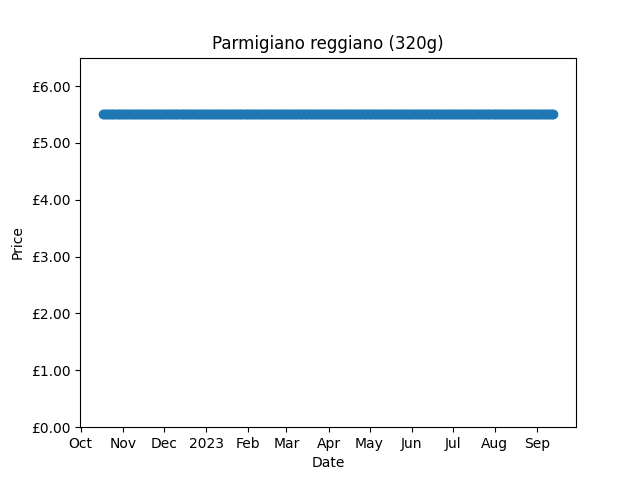 Parmigiano reggiano (320g)
£6.00
£5.00
£4.00
£3.00
£2.00
£1.00
£0.00
Price
Oct Nov Dec 2023 Feb Mar Apr May Jun Jul Aug Sep
Date